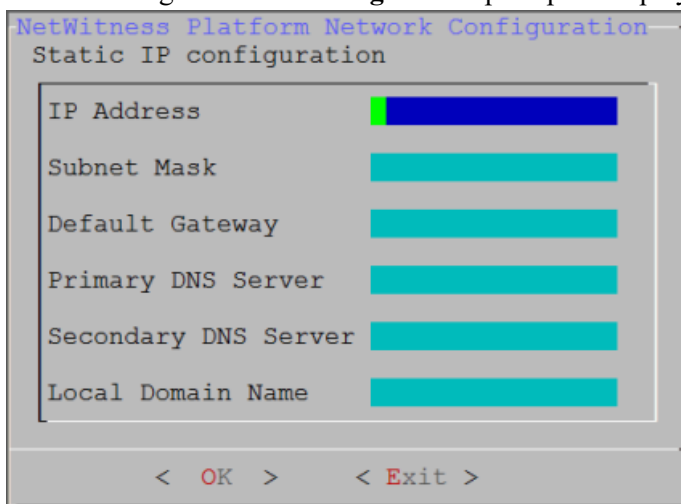 NetWitness Platform Network Configuration
Static IP configuration
IP Address
Subnet Mask
Default Gateway
Primary DNS Server
Secondary DNS Server
Local Domain Name
< OK > < Exit >